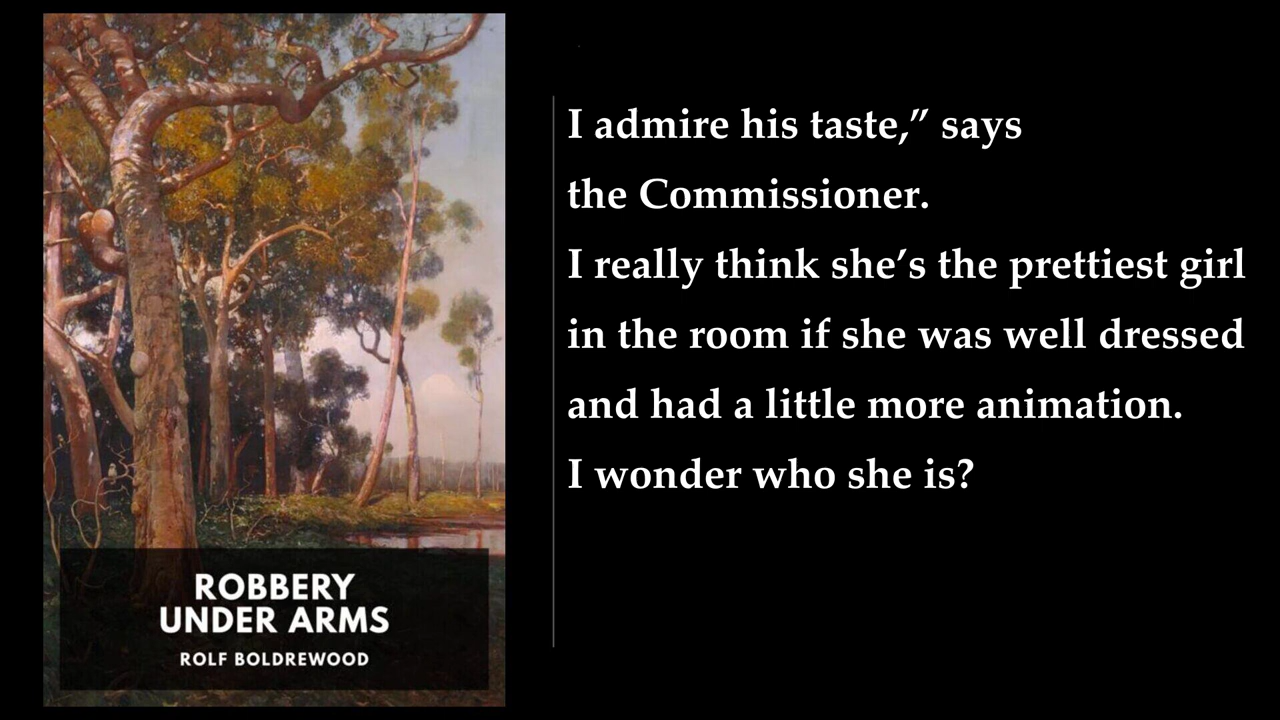 ROBBERY
UNDER ARMS
ROLF BOLDREWOOD
I admire his taste,” says
the Commissioner.
I really think she’s the prettiest girl
in the room if she was well dressed
and had a little more animation.
I wonder who she is?